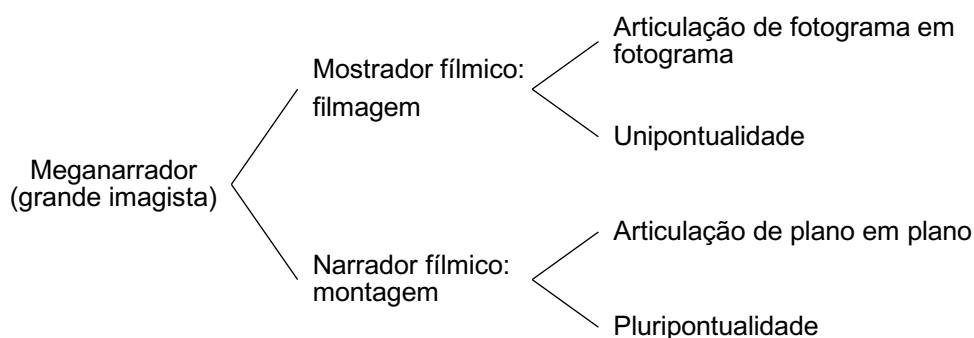 Meganarrador
(grande imagista)
Mostrador fílmico:
filmagem
Articulação de fotograma em
fotograma
Unipontualidade
Narrador fílmico:
montagem
Articulação de plano em plano
Pluripontualidade